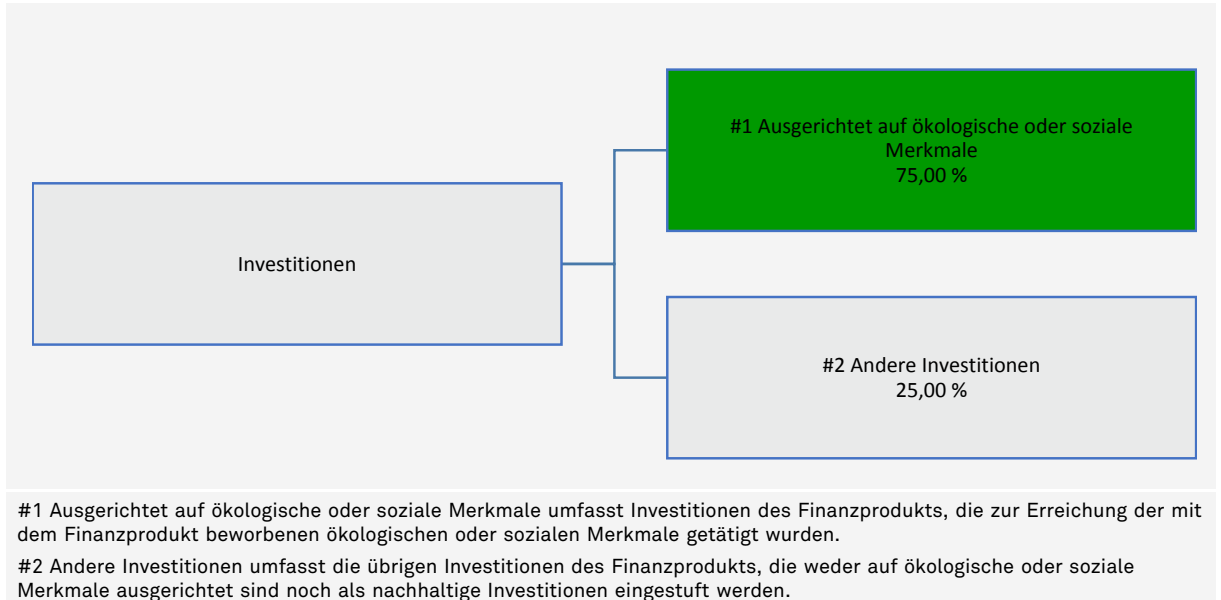 #1 Ausgerichtet auf ökologische oder soziale
Merkmale
75,00 %
Investitionen
#2 Andere Investitionen
25,00 %
#1 Ausgerichtet auf ökologische oder soziale Merkmale umfasst Investitionen des Finanzprodukts, die zur Erreichung der mit
dem Finanzprodukt beworbenen ökologischen oder sozialen Merkmale getätigt wurden.
#2 Andere Investitionen umfasst die übrigen Investitionen des Finanzprodukts, die weder auf ökologische oder soziale
Merkmale ausgerichtet sind noch als nachhaltige Investitionen eingestuft werden.